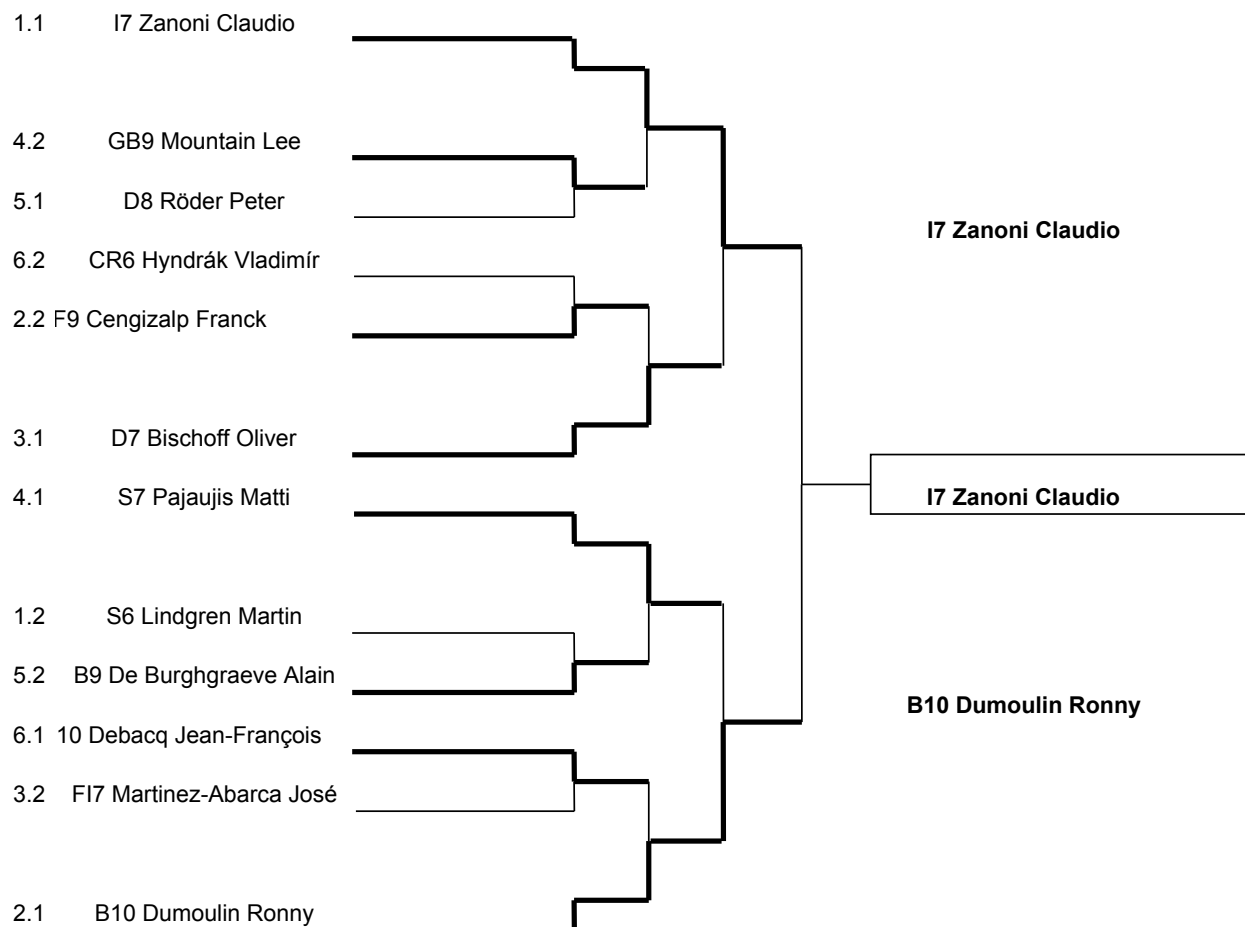 1.1 I7 Zanoni Claudio
4.2 GB9 Mountain Lee
5.1 D8 Röder Peter
I7 Zanoni Claudio
6.2 CR6 Hyndrák Vladimír
2.2 F9 Cengizalp Franck
3.1 D7 Bischoff Oliver
4.1 S7 Pajaujis Matti
I7 Zanoni Claudio
1.2 S6 Lindgren Martin
5.2 B9 De Burghgraeve Alain
B10 Dumoulin Ronny
6.1 10 Debacq Jean-François
3.2 FI7 Martinez-Abarca José
2.1 B10 Dumoulin Ronny